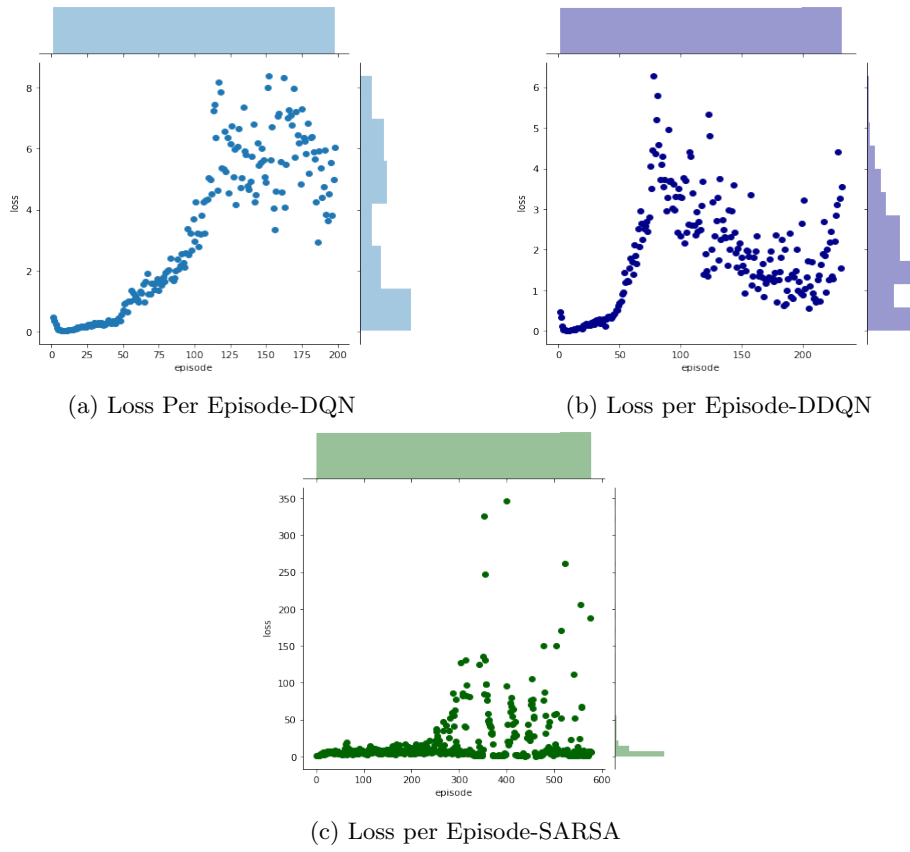 8
6
4
2
0
loss
0 25 50 75 100 125 150 175 200
episode
(a) Loss Per Episode-DQN
6
5
4
3
2
1
0
loss
0 50 100 150 200
episode
(b) Loss per Episode-DDQN
350
300
250
200
150
100
50
0
loss
0 100 200 300 400 500 600
episode
(c) Loss per Episode-SARSA